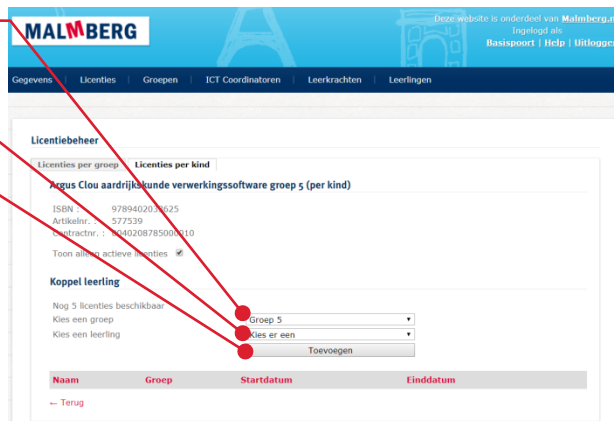 MALMBERG
Deze website is onderdeel van Malmberg.n
Ingelogd als
Basispoort | Help | Uitlogge
Gegevens Licenties Groepen ICT Coordinatoren Leerkrachten Leerlingen
Licentiebeheer
Licenties per groep Licenties per kind
Argus Clou aardrijkskunde verwerkingssoftware groep 5 (per kind)
ISBN :
Artikelnr. : 577539
Contractnr. :
Toon alleen actieve licenties
Koppel leerling
Nog 5 licenties beschikbaar
Kies een groep Groep 5
Kies een leerling Kies er een
Toevoegen
Naam Groep Startdatum Einddatum
← Terug